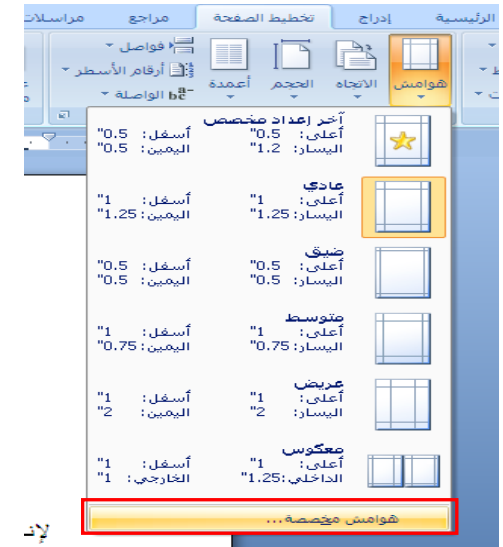 الرئيسية إدراج تخطيط الصفحة مراجع مراسلات
هوامش الاتجاه الحجم أعمدة
فواصل
أرقام الأسطر
الواصلة
آخر إعداد مخصص
أعلى: 0.5" أسفل: 0.5"
اليسار: 1.2" اليمين: 0.5"
عادي
أعلى: 1" أسفل: 1"
اليسار: 1.25" اليمين: 1.25"
ضيق
أعلى: 0.5" أسفل: 0.5"
اليسار: 0.5" اليمين: 0.5"
متوسط
أعلى: 1" أسفل: 1"
اليسار: 0.75" اليمين: 0.75"
عريض
أعلى: 1" أسفل: 1"
اليسار: 2" اليمين: 2"
معكوس
أعلى: 1" أسفل: 1"
الداخلي: 1.25" الخارجي: 1"
هوامش مخصصة...